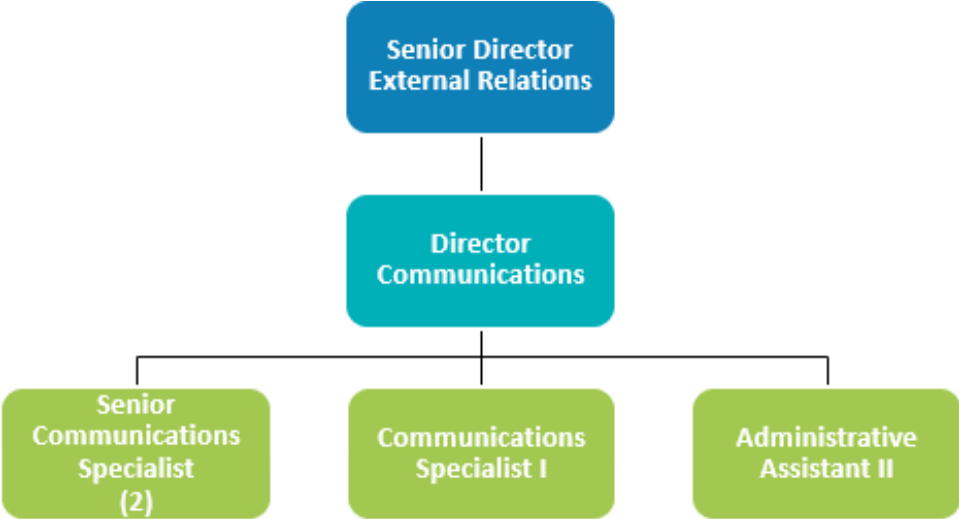 Senior Director
External Relations
Director
Communications
Senior
Communications
Specialist
(2)
Communications
Specialist I
Administrative
Assistant II